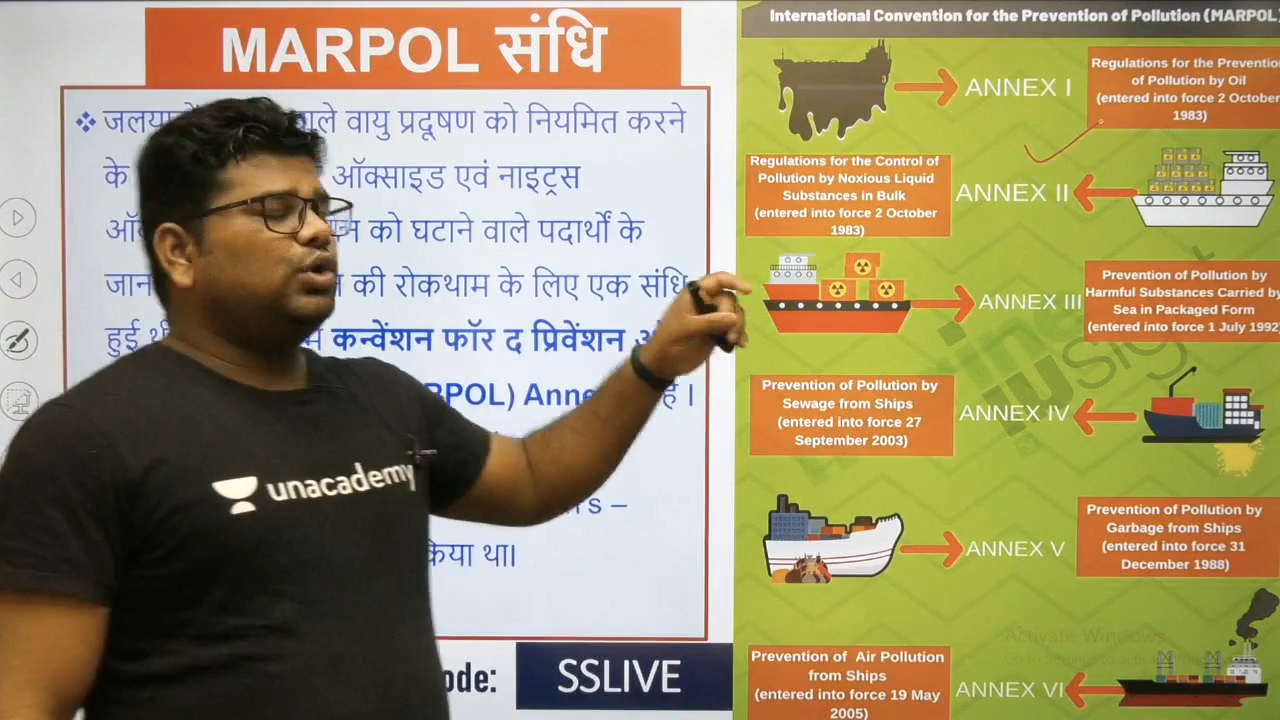 MARPOL संधि
वायु प्रदूषण को नियमित करने
के ऑक्साइड एवं नाइट्रस
को घटाने वाले पदार्थों के
की रोकथाम के लिए एक संधि
हुई कन्वेंशन फॉर द प्रिवेंशन
किया था।
SSLIVE
unacademy
International Convention for the Prevention of Pollution (MARPOL)
ANNEX I
Regulations for the Prevention
of Pollution by Oil
(entered into force 2 October
1983)
Regulations for the Control of
Pollution by Noxious Liquid
Substances in Bulk
(entered into force 2 October
1983)
ANNEX II
ANNEX III
Prevention of Pollution by
Harmful Substances Carried by
Sea in Packaged Form
(entered into force 1 July 1992)
Prevention of Pollution by
Sewage from Ships
(entered into force 27
September 2003)
ANNEX IV
ANNEX V
Prevention of Pollution by
Garbage from Ships
(entered into force 31
December 1988)
Activate Windows
Prevention of Air Pollution
from Ships
(entered into force 19 May
2005)
ANNEX VI